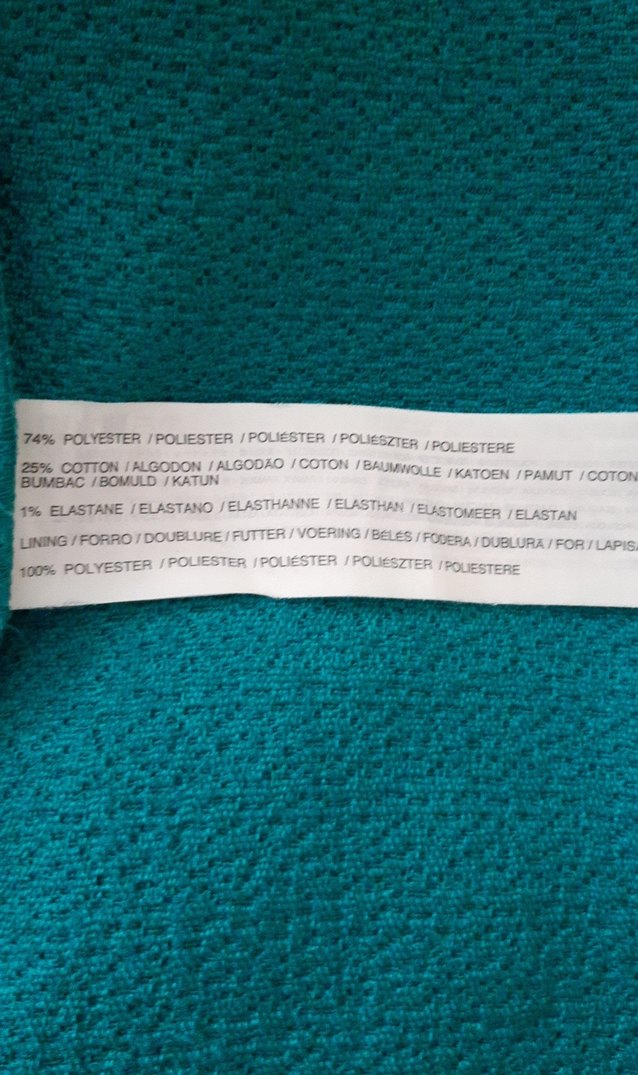 74% POLYESTER / POLIESTER / POLIÉSTER / POLIÉSZTER / POLIESTERE
25% COTTON / ALGODON / ALGODÃO / COTON / BAUMWOLLE / KATOEN / PAMUT / COTON
BUMBAC / BOMULD / KATUN
1% ELASTANE / ELASTANO / ELASTHANNE / ELASTHAN / ELASTOMEER / ELASTAN
LINING / FORRO / DOUBLURE / FUTTER / VOERING / BÉLÉS / FODERA / DUBLURĂ / FOR / LAPIS
100% POLYESTER / POLIESTER / POLIÉSTER / POLIÉSZTER / POLIESTERE